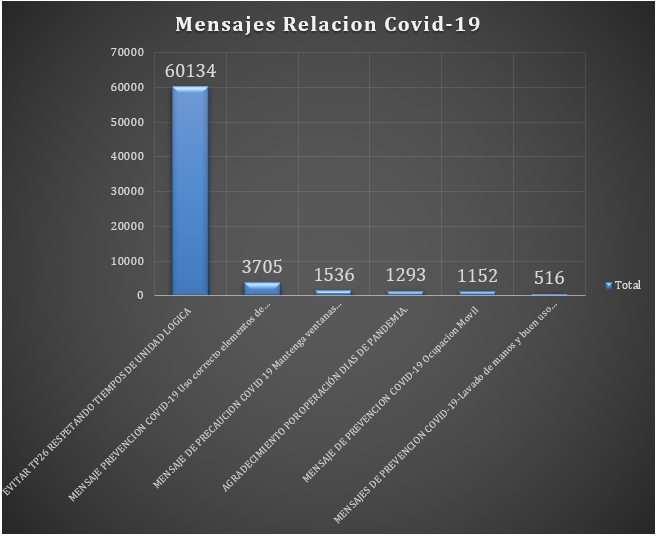 Mensajes Relacion Covid-19
70000
60000
50000
40000
30000
20000
10000
0
60134
3705
1536
1293
1152
516
Total
EVITAR TP26 RESPETANDO TIEMPOS DE UNIDAD LOGICA
MENSAJE PREVENCION COVID-19 Uso correcto elementos de...
MENSAJE DE PRECAUCION COVID 19 Mantenga ventanas...
AGRADECIMIENTO POR OPERACIÓN DIAS DE PANDEMIA.
MENSAJE DE PREVENCION COVID-19 Ocupacion Movil
MENSAJES DE PREVENCION COVID-19-Lavado de manos y buen uso...